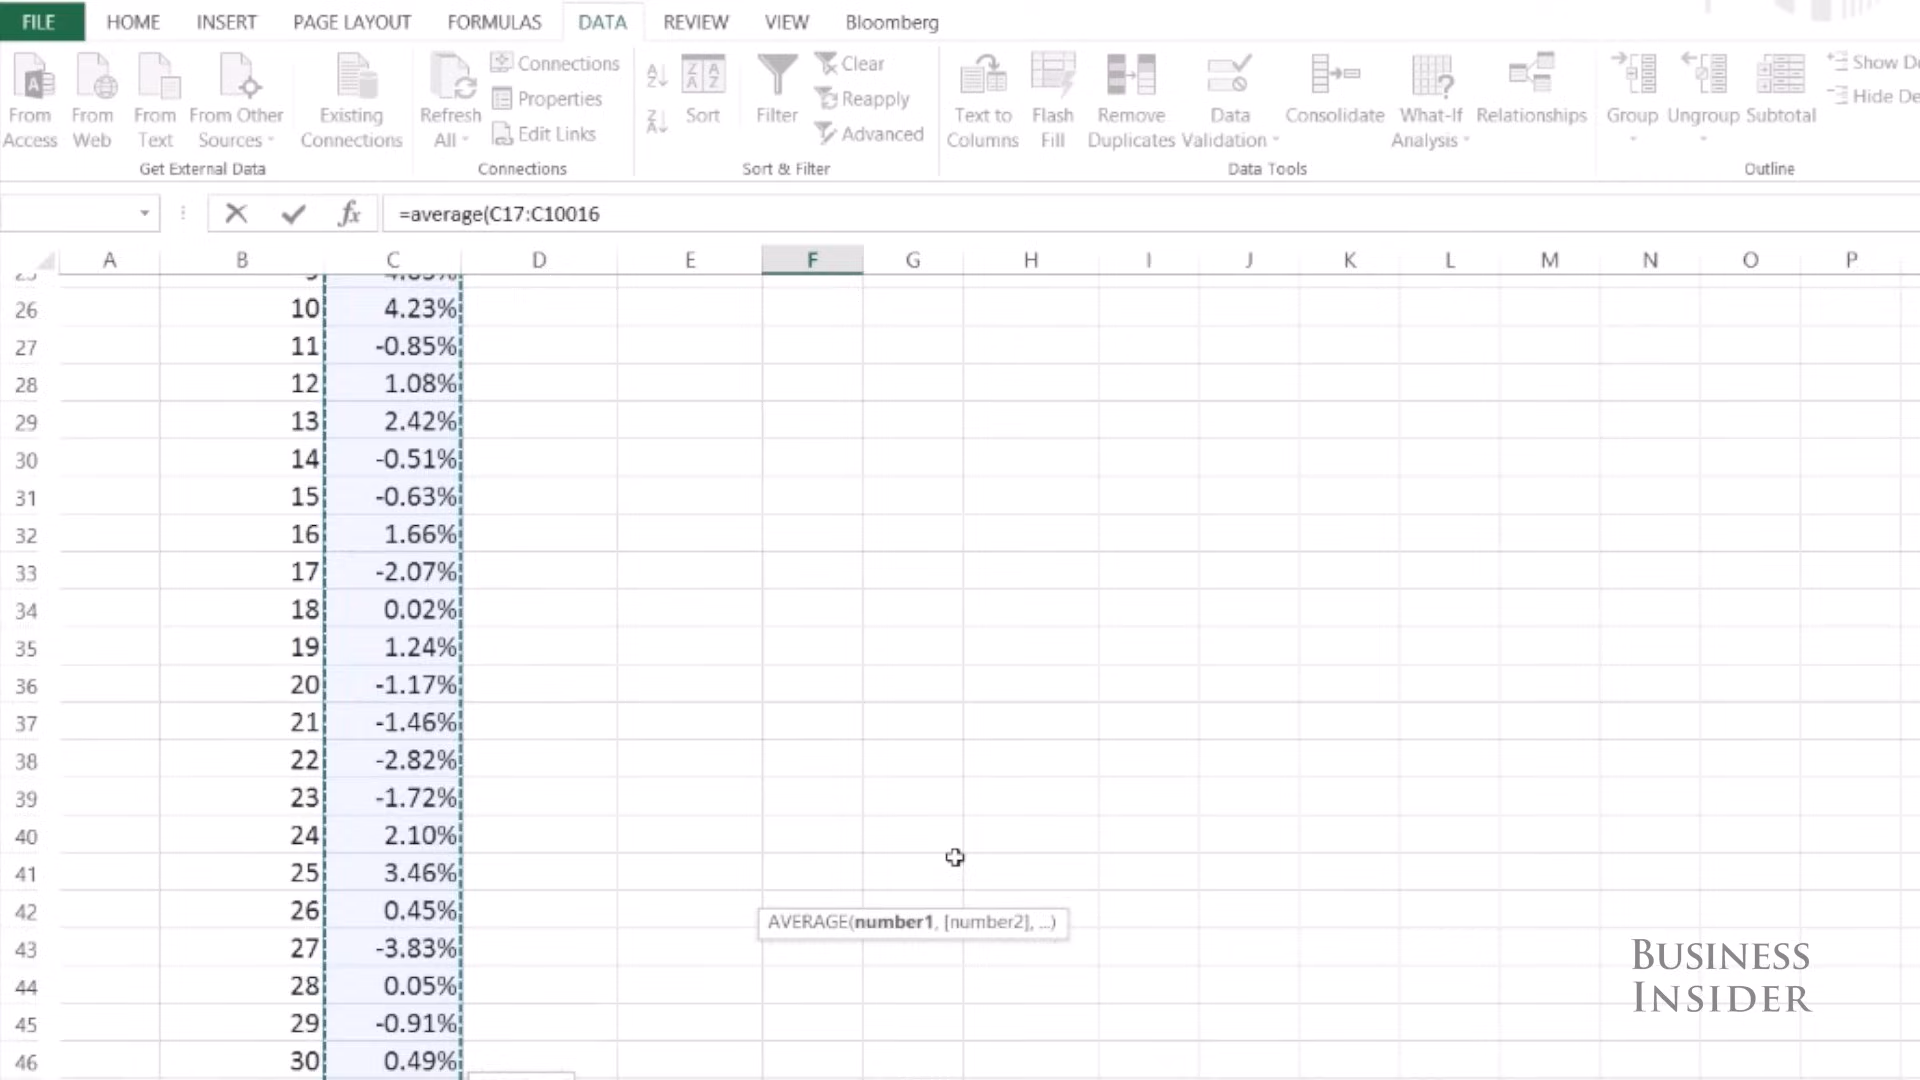 FILE HOME INSERT PAGE LAYOUT FORMULAS DATA REVIEW VIEW Bloomberg
From Access
From Web
From Text
From Other Sources
Get External Data
Existing Connections
Refresh All
Connections
Properties
Edit Links
Connections
Sort
Filter
Clear
Reapply
Advanced
Sort & Filter
Text to Columns
Flash Fill
Remove Duplicates
Data Validation
Consolidate
What-If Analysis
Relationships
Data Tools
Group
Ungroup
Subtotal
Show De
Hide De
Outline
fx =average(C17:C10016
A B C D E F G H I J K L M N O P
26 10 4.23%
27 11 -0.85%
28 12 1.08%
29 13 2.42%
30 14 -0.51%
31 15 -0.63%
32 16 1.66%
33 17 -2.07%
34 18 0.02%
35 19 1.24%
36 20 -1.17%
37 21 -1.46%
38 22 -2.82%
39 23 -1.72%
40 24 2.10%
41 25 3.46%
42 26 0.45%
AVERAGE(number1, [number2], ...)
43 27 -3.83%
44 28 0.05%
45 29 -0.91%
46 30 0.49%
BUSINESS
INSIDER